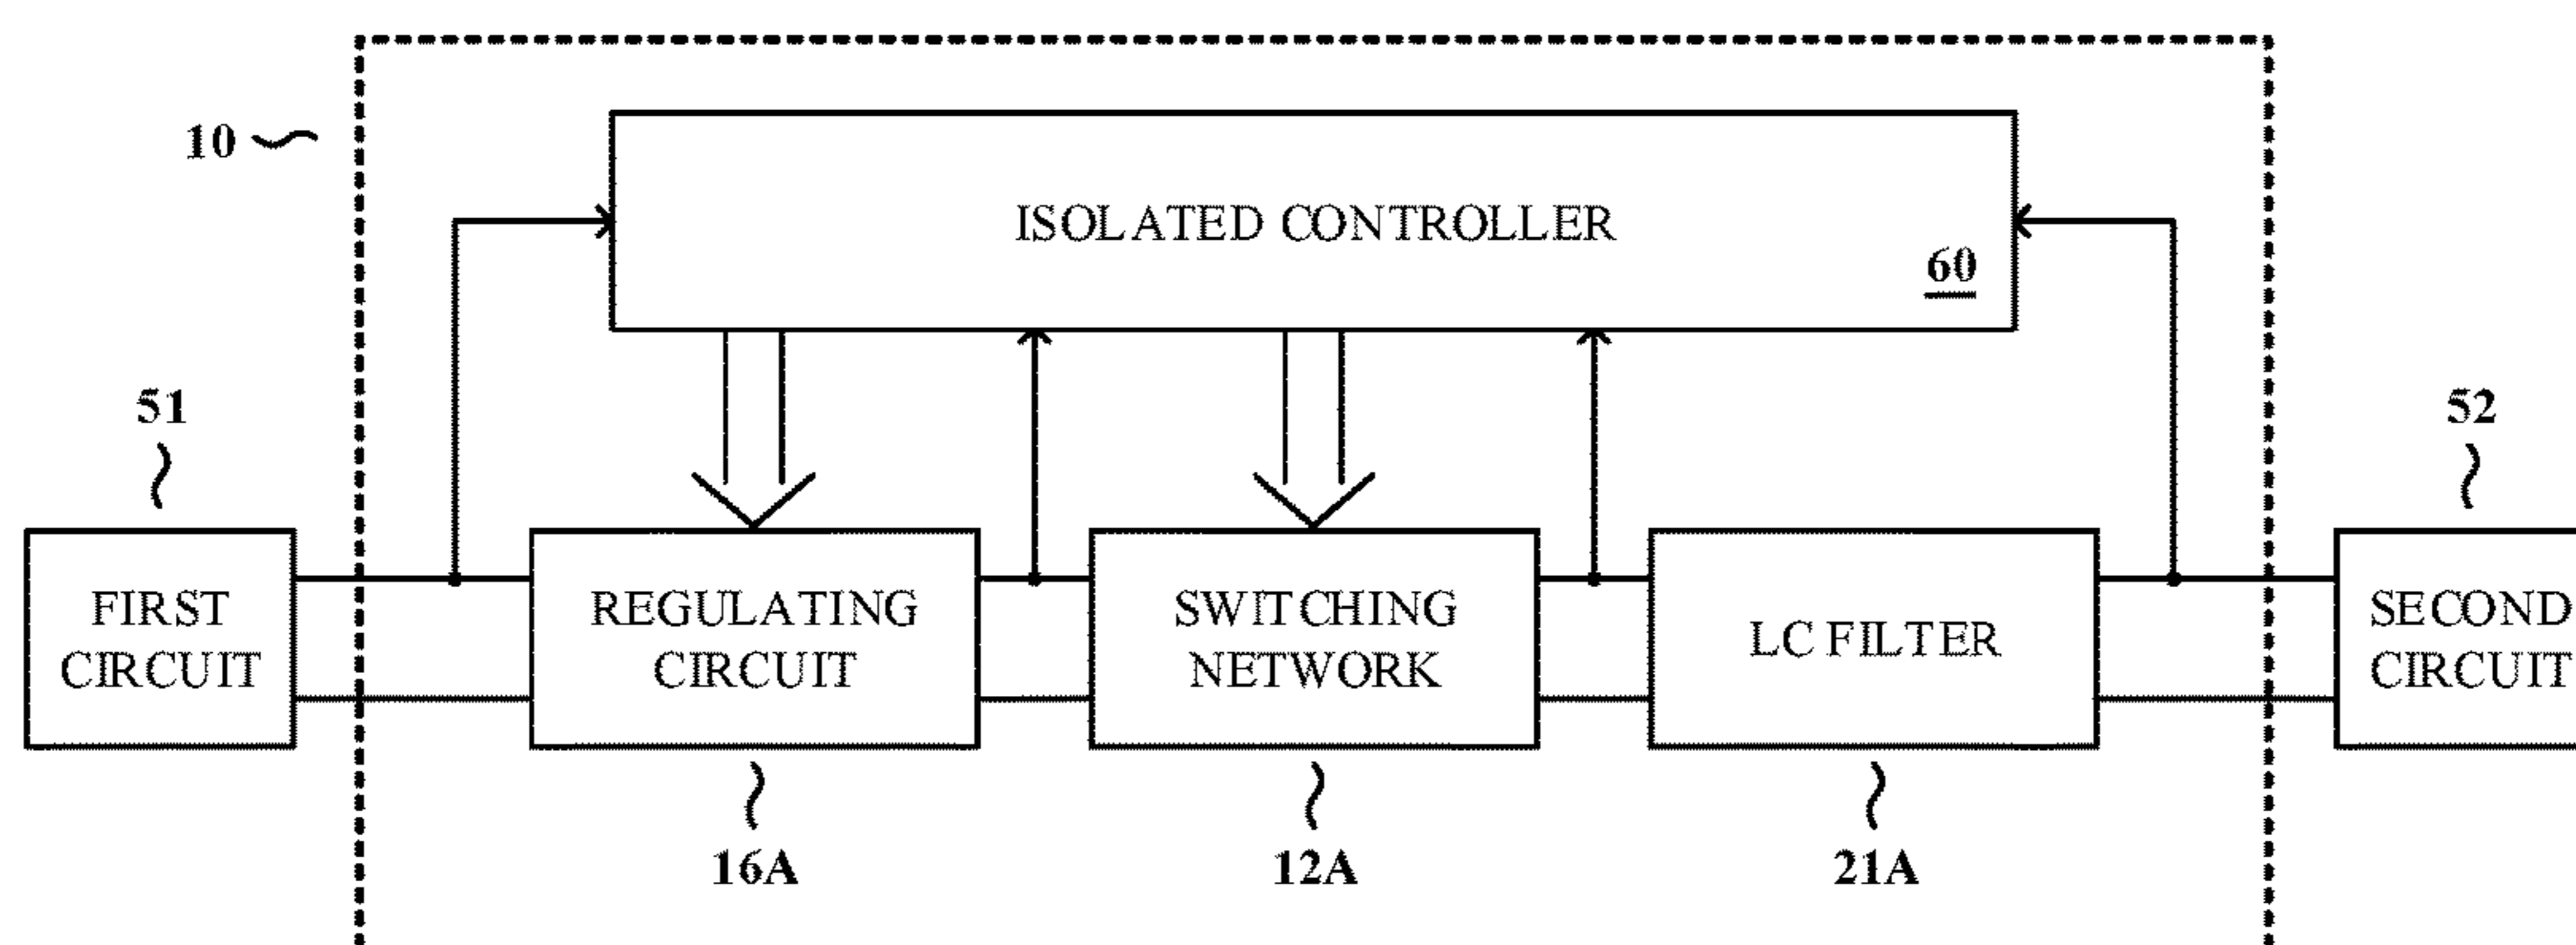 10
ISOLATED CONTROLLER
60
51
52
FIRST
CIRCUIT
REGULATING
CIRCUIT
SWITCHING
NETWORK
LC FILTER
SECOND
CIRCUIT
16A
12A
21A